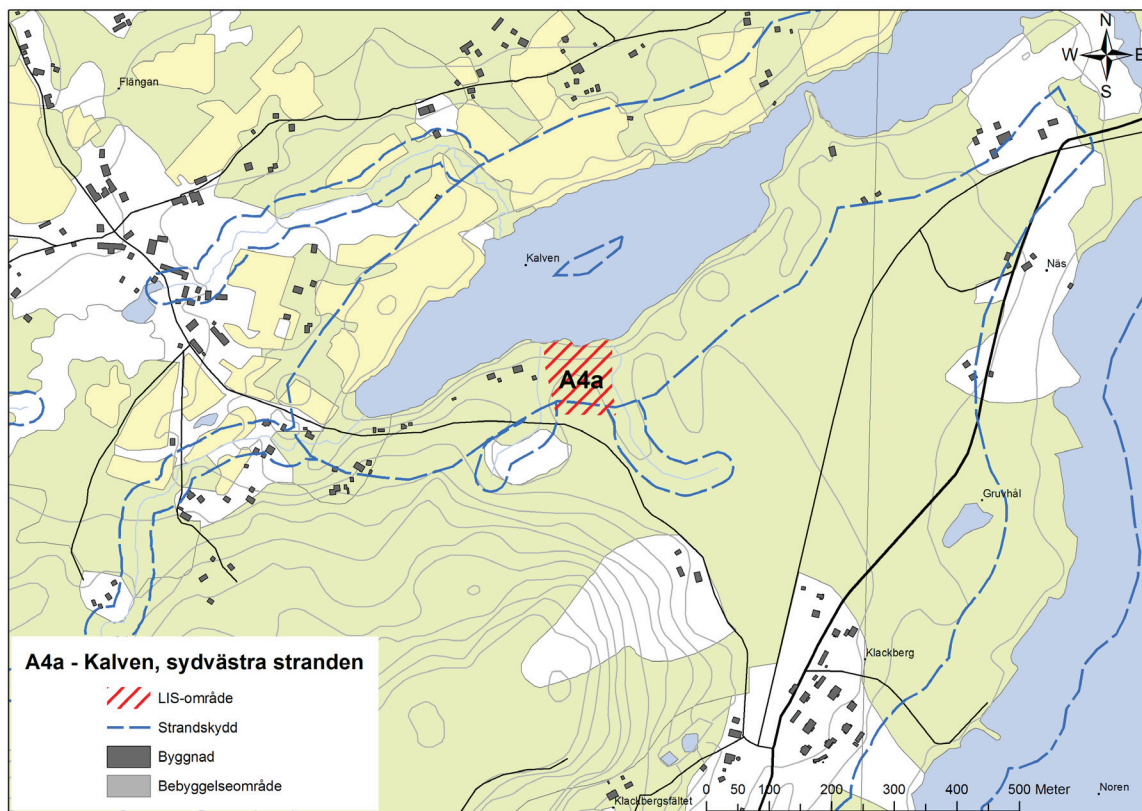 N
W E
S
Flängan
Kalven
Näs
A4a
Gruvhål
Klackberg
A4a - Kalven, sydvästra stranden
LIS-område
Strandskydd
Byggnad
Bebyggelseområde
Klackbergsfältet
0 50 100 200 300 400 500 Meter
Noren